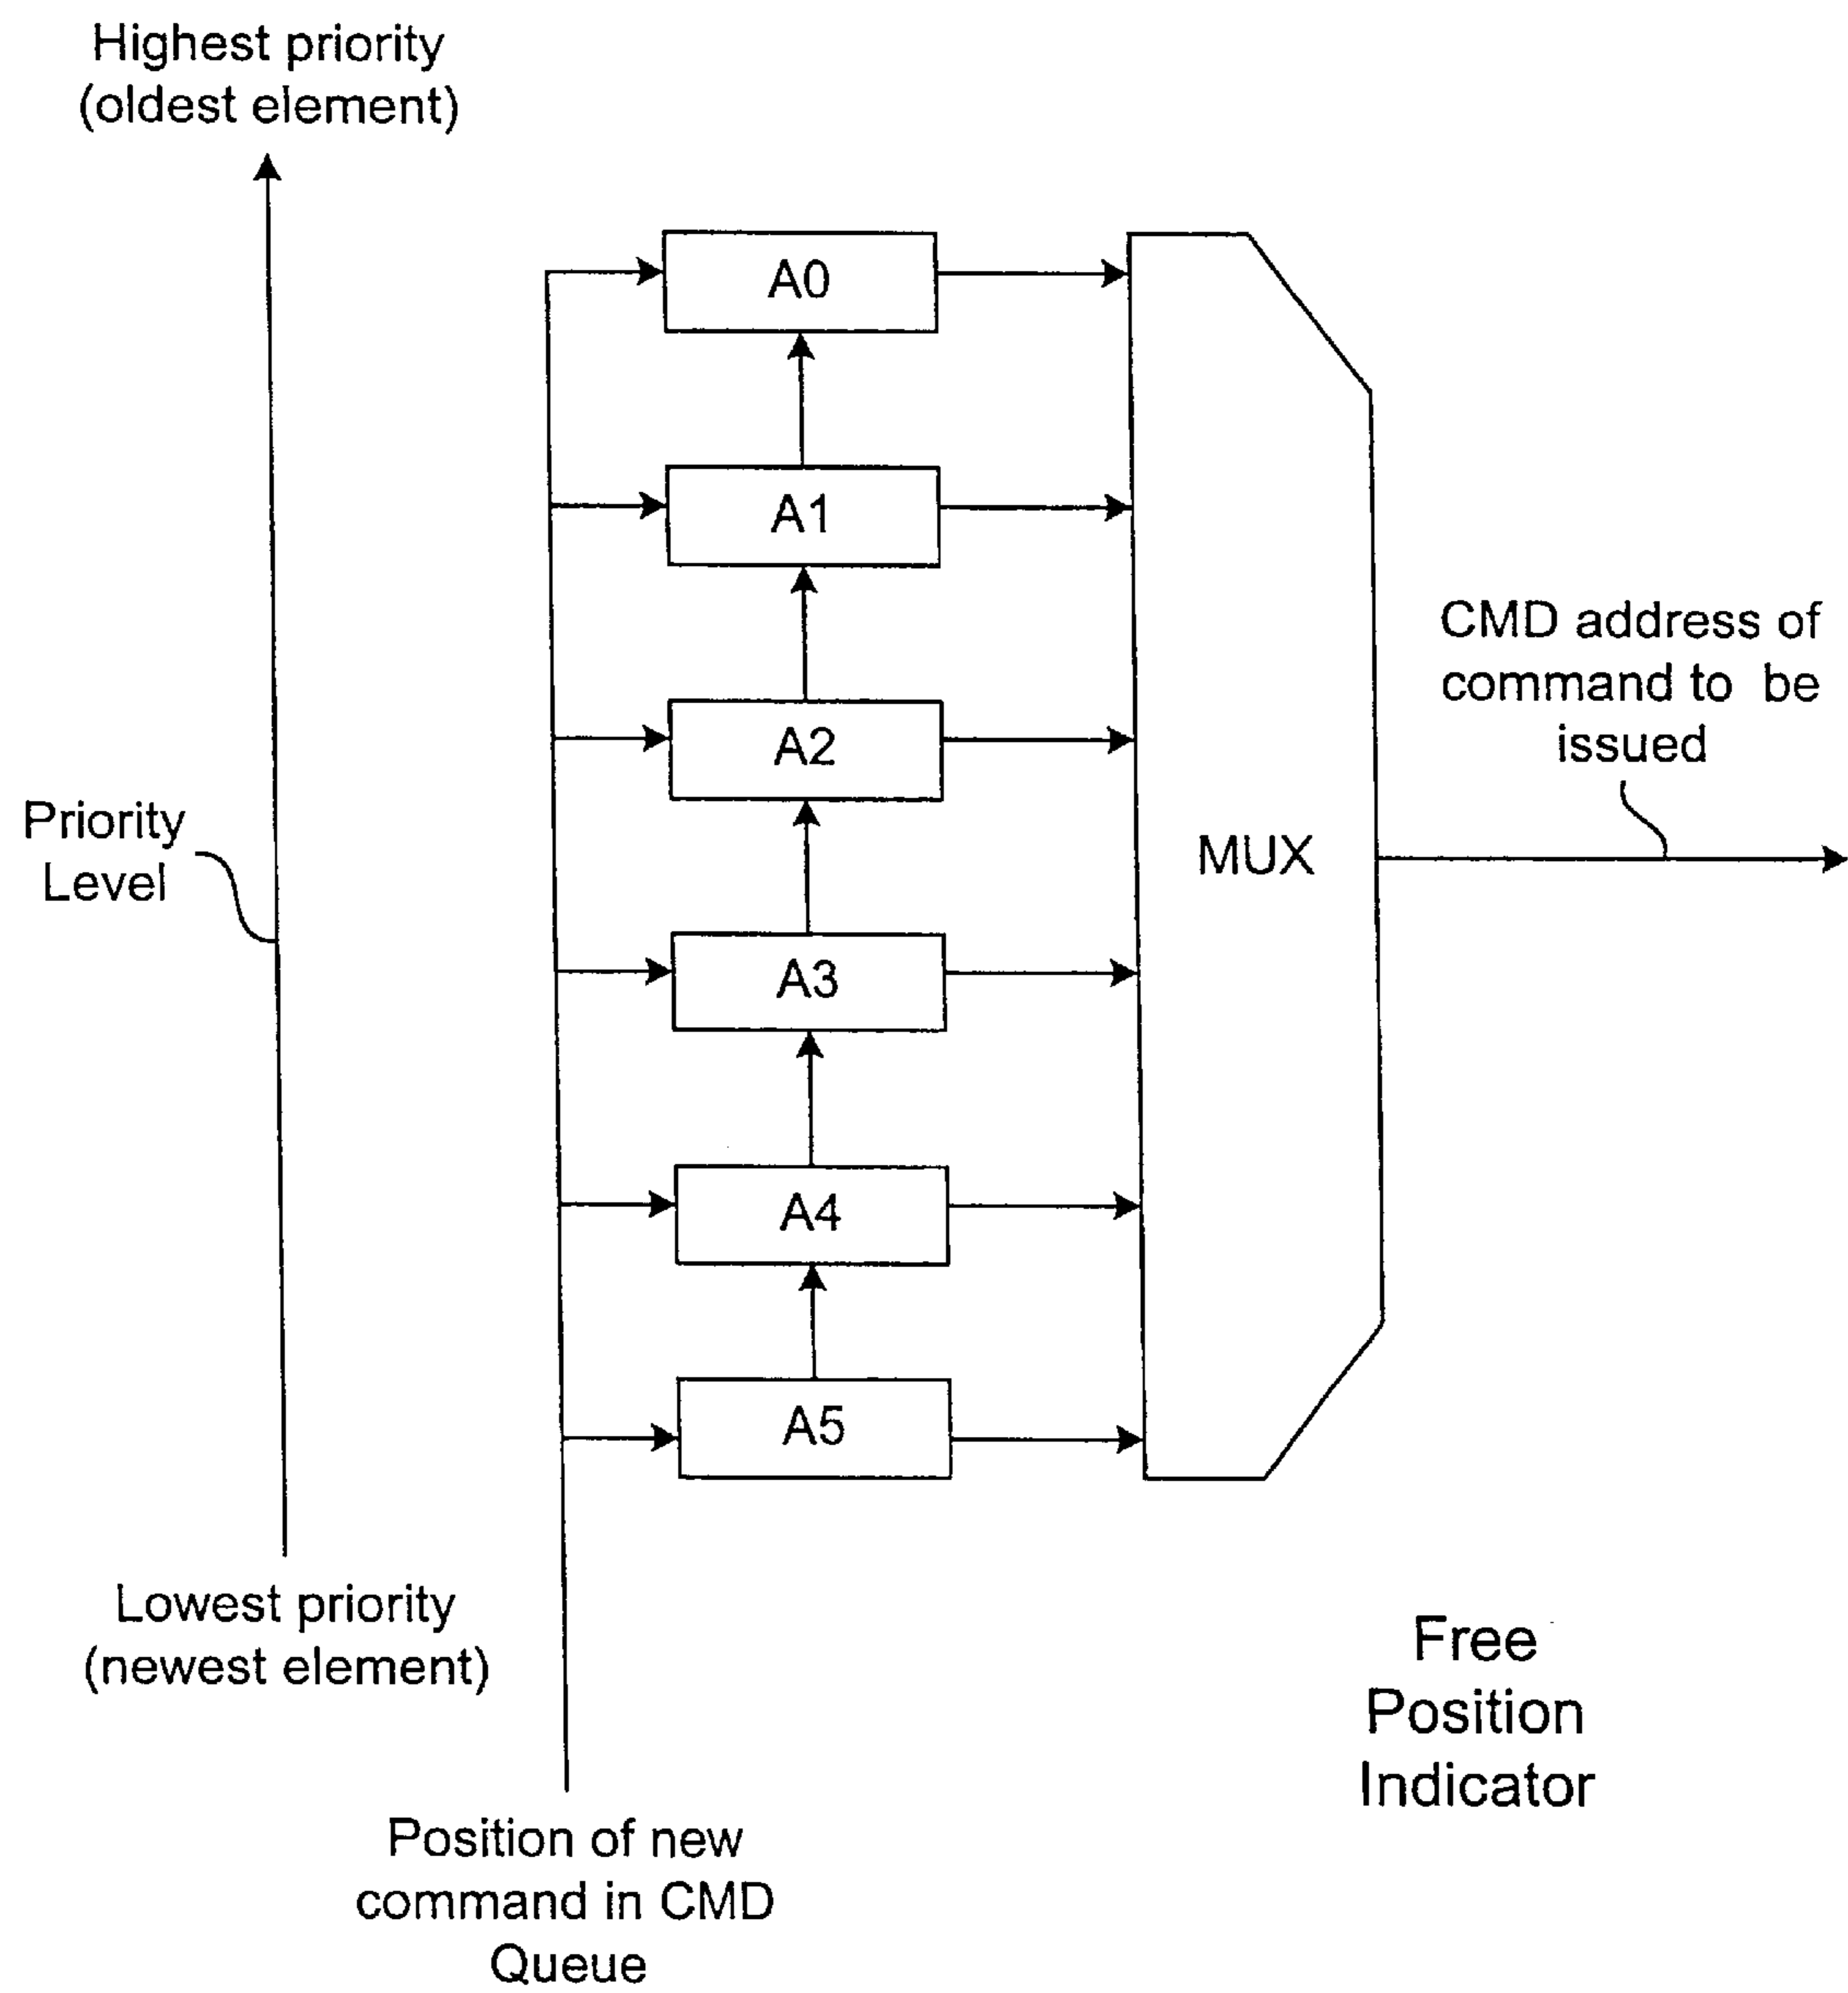 Highest priority
(oldest element)
A0
A1
CMD address of
command to be
issued
A2
Priority
Level
MUX
A3
A4
A5
Lowest priority
(newest element)
Free
Position
Indicator
Position of new
command in CMD
Queue